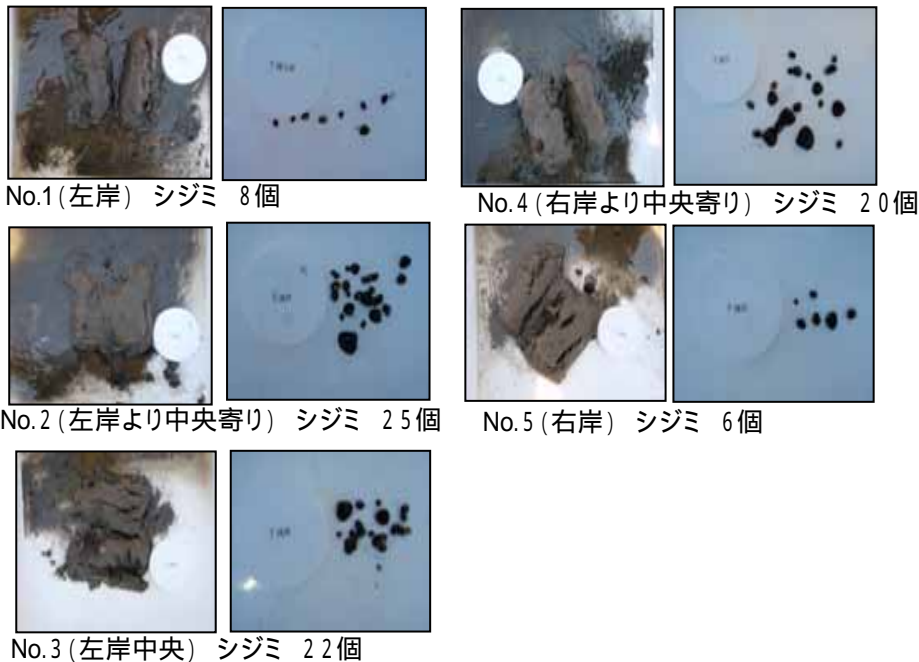 No.1(左岸) シジミ 8個
No.4(右岸より中央寄り) シジミ 20個
No.2(左岸より中央寄り) シジミ 25個
No.5(右岸) シジミ 6個
No.3(左岸中央) シジミ 22個